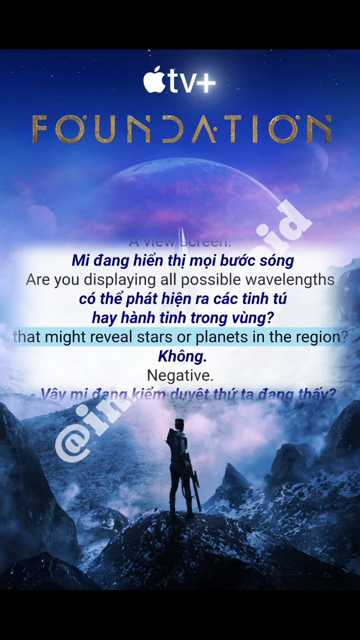 tv+
FOUNDATION
A view screen.
Mi đang hiển thị mọi bước sóng
Are you displaying all possible wavelengths
có thể phát hiện ra các tinh tú
hay hành tinh trong vùng?
that might reveal stars or planets in the region?
Không.
Negative.
- Vậy mi đang kiểm duyệt thứ ta đang thấy?